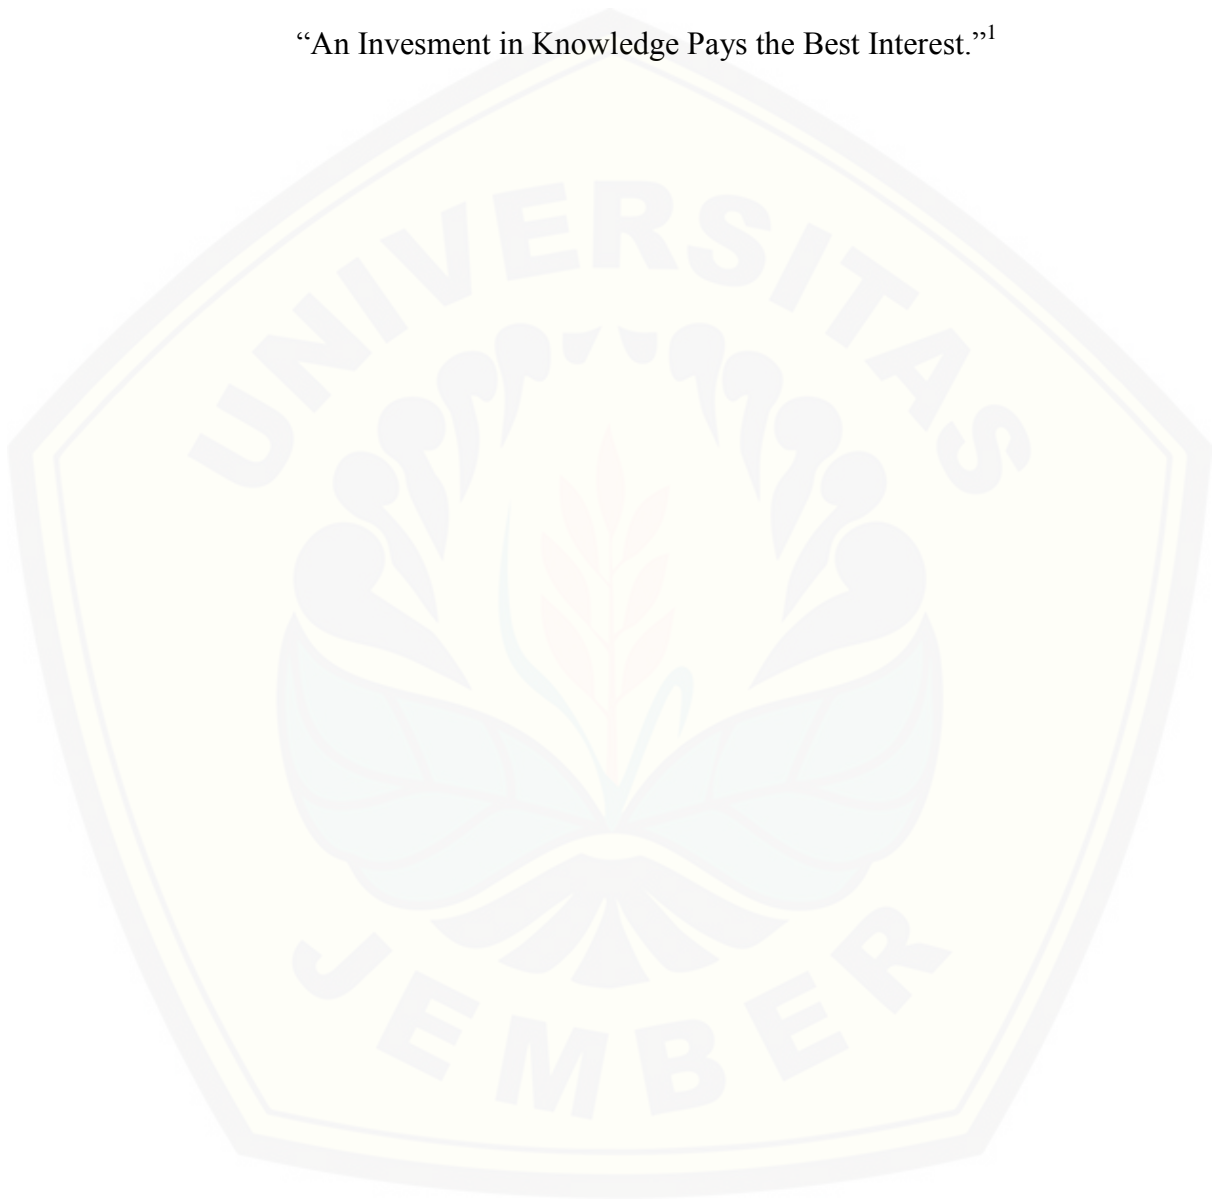 “An Invesment in Knowledge Pays the Best Interest.”¹
UNIVERSITAS
JEMBER